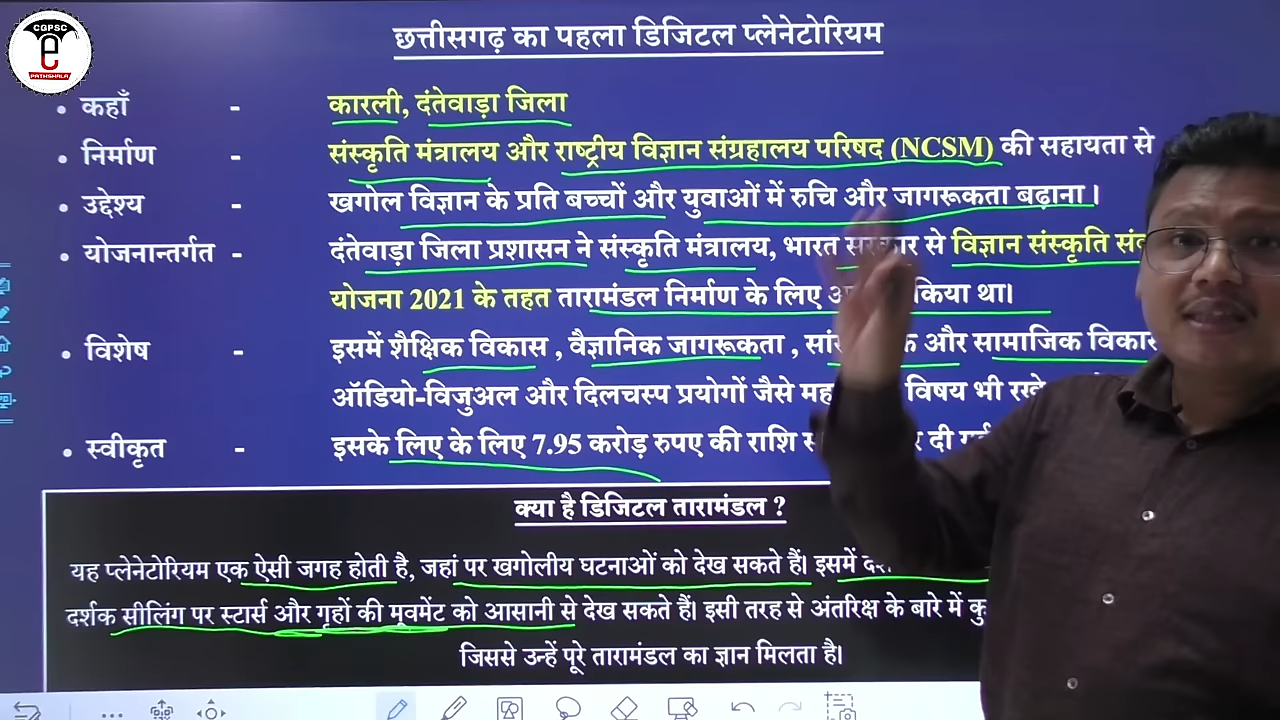 CGPSC
e
PATHSHALA
छत्तीसगढ़ का पहला डिजिटल प्लेनेटोरियम
• कहाँ - कारली, दंतेवाड़ा जिला
• निर्माण - संस्कृति मंत्रालय और राष्ट्रीय विज्ञान संग्रहालय परिषद (NCSM) की सहायता से
• उद्देश्य - खगोल विज्ञान के प्रति बच्चों और युवाओं में रुचि और जागरूकता बढ़ाना ।
• योजनान्तर्गत - दंतेवाड़ा जिला प्रशासन ने संस्कृति मंत्रालय, भारत सरकार से विज्ञान संस्कृति
योजना 2021 के तहत तारामंडल निर्माण के लिए किया था।
• विशेष - इसमें शैक्षिक विकास , वैज्ञानिक जागरूकता , और सामाजिक विकास
ऑडियो-विजुअल और दिलचस्प प्रयोगों जैसे विषय भी
• स्वीकृत - इसके लिए के लिए 7.95 करोड़ रुपए की राशि दी
क्या है डिजिटल तारामंडल ?
यह प्लेनेटोरियम एक ऐसी जगह होती है, जहां पर खगोलीय घटनाओं को देख सकते हैं। इसमें
दर्शक सीलिंग पर स्टार्स और गृहों की मूवमेंट को आसानी से देख सकते हैं। इसी तरह से अंतरिक्ष के बारे में
जिससे उन्हें पूरे तारामंडल का ज्ञान मिलता है।